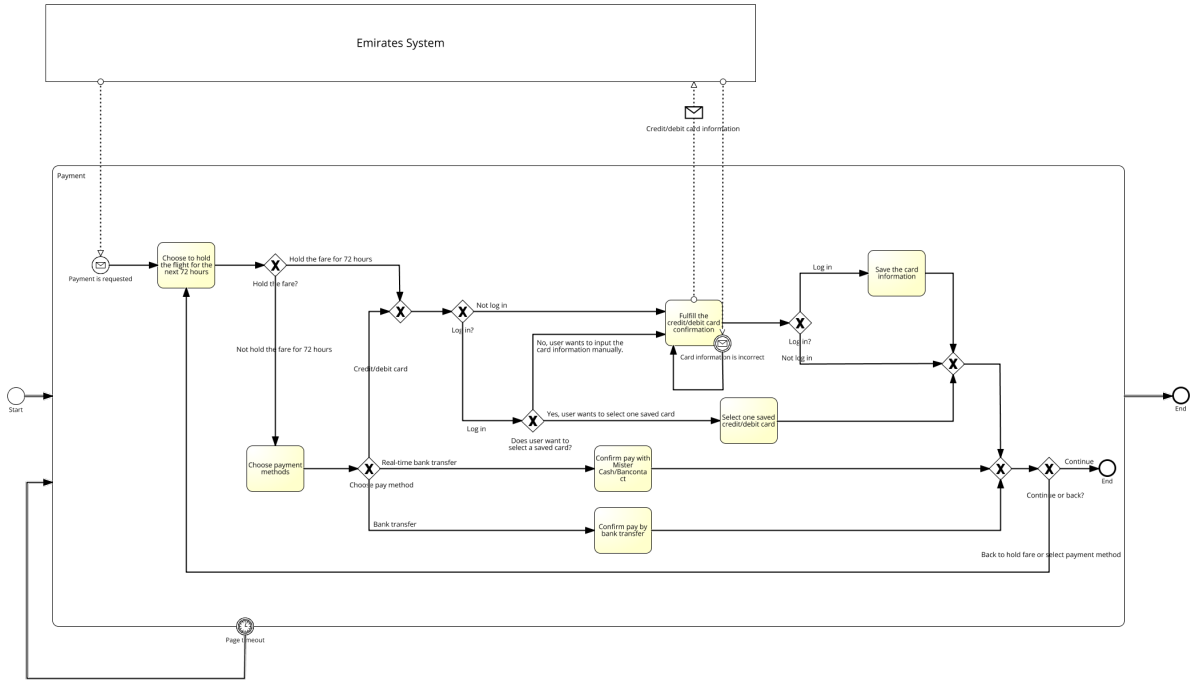 Emirates System
Credit/debit card information
Payment
Payment is requested
Choose to hold
the flight for the
next 72 hours
Hold the fare for 72 hours
Hold the fare?
Log in
Save the card
information
Not log in
Log in?
Fulfill the
credit/debit card
confirmation
Log in?
No, user wants to input the
card information manually.
Card information is incorrect
Not log in
Not hold the fare for 72 hours
Credit/debit card
Start
End
Log in
Yes, user wants to select one saved card
Select one saved
credit/debit card
Does user want to
select a saved card?
Choose payment
methods
Real-time bank transfer
Choose pay method
Confirm pay with
Mister
Cash/Banconta
ct
Continue
End
Continue or back?
Bank transfer
Confirm pay by
bank transfer
Back to hold fare or select payment method
Page timeout